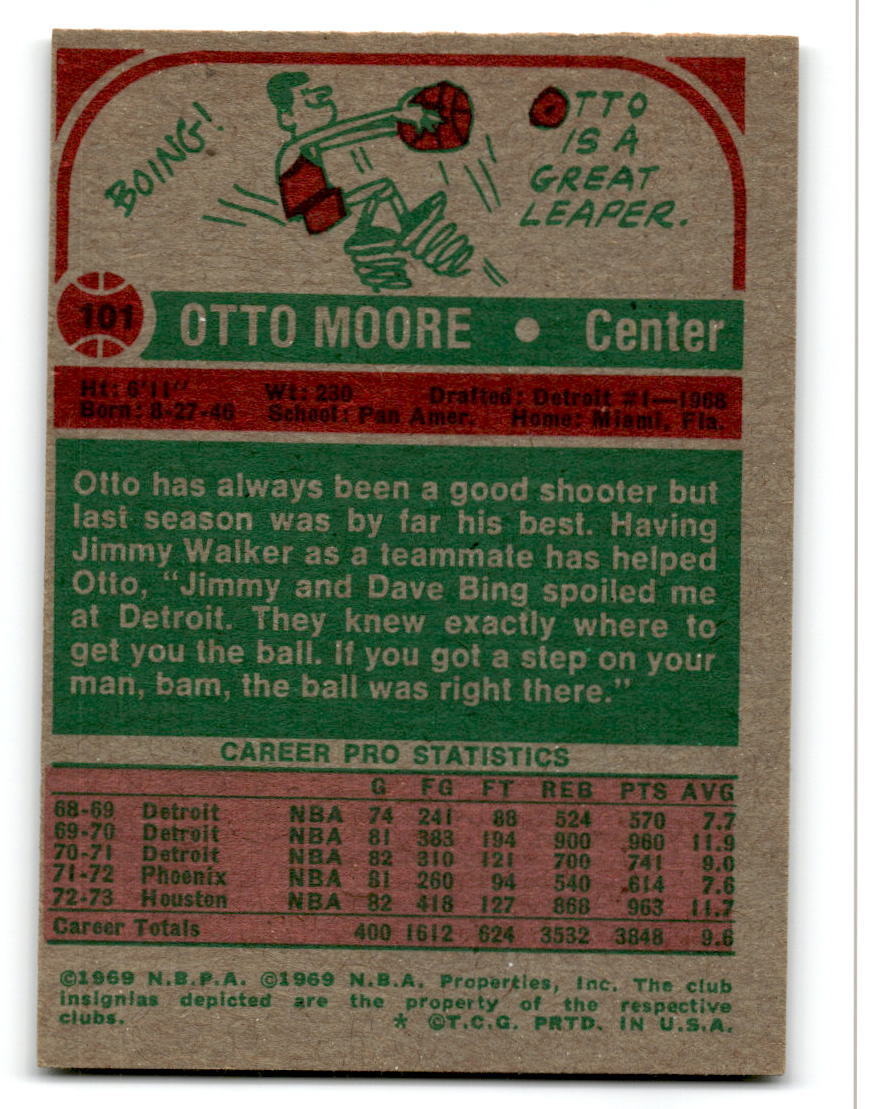 BOING!
OTTO
IS A
GREAT
LEAPER.
101
OTTO MOORE • Center
Ht: 6'11" Wt: 230 Drafted: Detroit #1—1968
Born: 8-27-46 School: Pan Amer. Home: Miami, Fla.
Otto has always been a good shooter but
last season was by far his best. Having
Jimmy Walker as a teammate has helped
Otto, "Jimmy and Dave Bing spoiled me
at Detroit. They knew exactly where to
get you the ball. If you got a step on your
man, bam, the ball was right there."
CAREER PRO STATISTICS
G FG FT REB PTS AVG
68-69 Detroit NBA 74 241 88 524 570 7.7
69-70 Detroit NBA 81 383 194 900 960 11.9
70-71 Detroit NBA 82 310 121 700 741 9.0
71-72 Phoenix NBA 81 260 94 540 614 7.6
72-73 Houston NBA 82 418 127 868 963 11.7
Career Totals 400 1612 624 3532 3848 9.6
©1969 N.B.P.A. ©1969 N.B.A. Properties, Inc. The club
insignias depicted are the property of the respective
clubs. * ©T.C.G. PRTD. IN U.S.A.